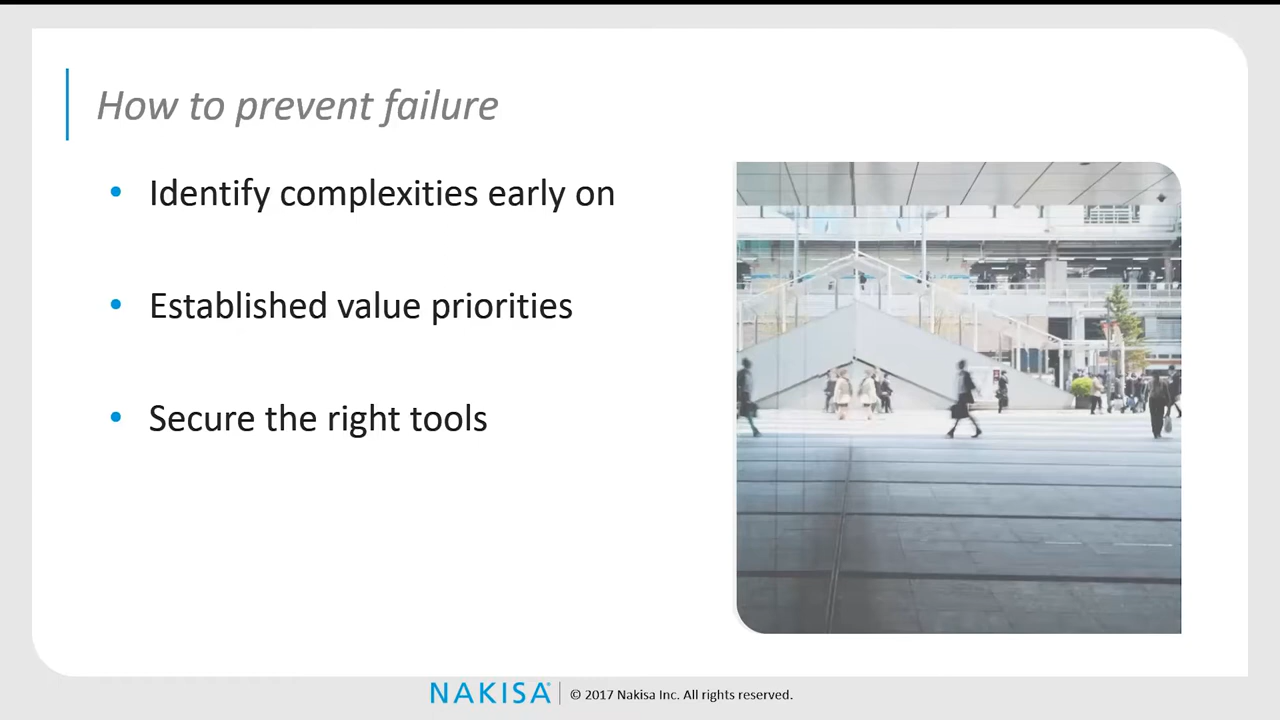 How to prevent failure
• Identify complexities early on
• Established value priorities
• Secure the right tools
NAKISA® © 2017 Nakisa Inc. All rights reserved.